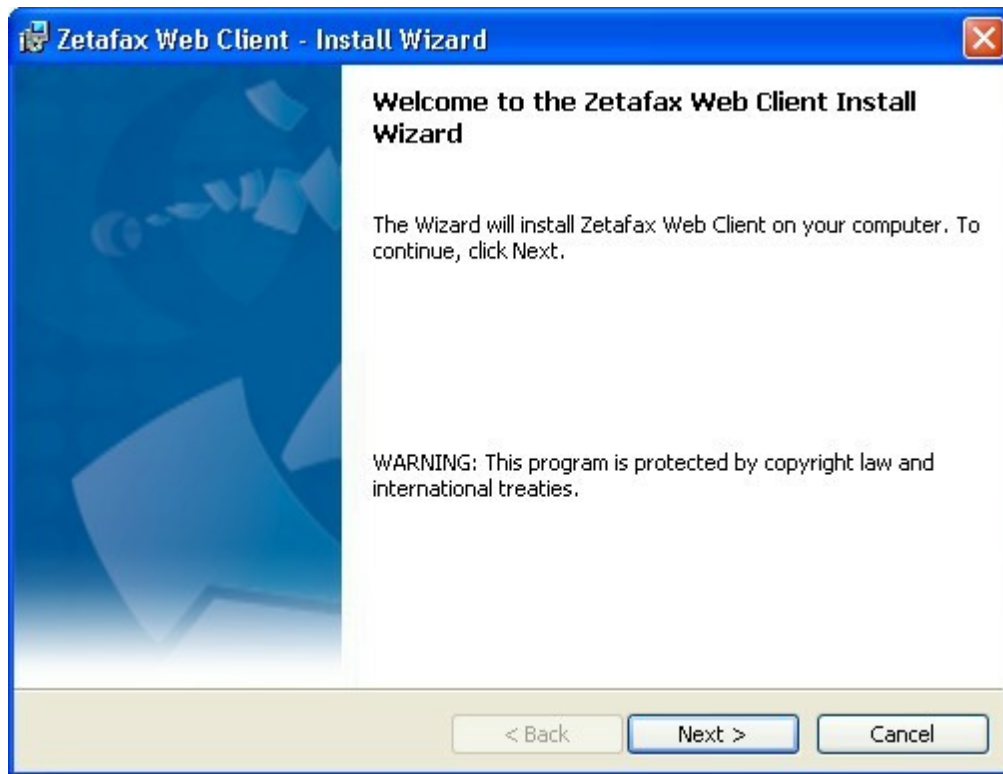 Zetafax Web Client - Install Wizard
Welcome to the Zetafax Web Client Install
Wizard
The Wizard will install Zetafax Web Client on your computer. To
continue, click Next.
WARNING: This program is protected by copyright law and
international treaties.
< Back
Next >
Cancel